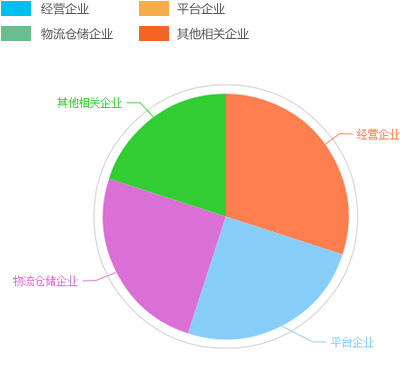 经营企业 平台企业
物流仓储企业 其他相关企业
其他相关企业
经营企业
物流仓储企业
平台企业